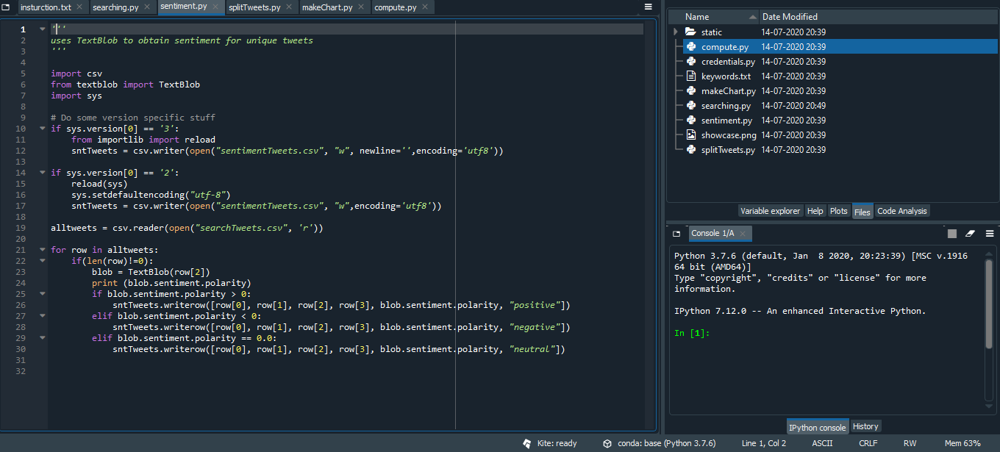 insturction.txt searching.py sentiment.py splitTweets.py makeChart.py compute.py
1 '''
2 uses TextBlob to obtain sentiment for unique tweets
3 '''
4
5 import csv
6 from textblob import TextBlob
7 import sys
8
9 # Do some version specific stuff
10 if sys.version[0] == '3':
11     from importlib import reload
12     sntTweets = csv.writer(open("sentimentTweets.csv", "w", newline='',encoding='utf8'))
13
14 if sys.version[0] == '2':
15     reload(sys)
16     sys.setdefaultencoding("utf-8")
17     sntTweets = csv.writer(open("sentimentTweets.csv", "w",encoding='utf8'))
18
19 alltweets = csv.reader(open("searchTweets.csv", 'r'))
20
21 for row in alltweets:
22     if(len(row)!=0):
23         blob = TextBlob(row[2])
24         print (blob.sentiment.polarity)
25         if blob.sentiment.polarity > 0:
26             sntTweets.writerow([row[0], row[1], row[2], row[3], blob.sentiment.polarity, "positive"])
27         elif blob.sentiment.polarity < 0:
28             sntTweets.writerow([row[0], row[1], row[2], row[3], blob.sentiment.polarity, "negative"])
29         elif blob.sentiment.polarity == 0.0:
30             sntTweets.writerow([row[0], row[1], row[2], row[3], blob.sentiment.polarity, "neutral"])
31
32
Name Date Modified
static 14-07-2020 20:39
compute.py 14-07-2020 20:39
credentials.py 14-07-2020 20:39
keywords.txt 14-07-2020 20:39
makeChart.py 14-07-2020 20:39
searching.py 14-07-2020 20:49
sentiment.py 14-07-2020 20:39
showcase.png 14-07-2020 20:39
splitTweets.py 14-07-2020 20:39
Variable explorer Help Plots Files Code Analysis
Console 1/A
Python 3.7.6 (default, Jan  8 2020, 20:23:39) [MSC v.1916
64 bit (AMD64)]
Type "copyright", "credits" or "license" for more
information.
IPython 7.12.0 -- An enhanced Interactive Python.
In [1]:
IPython console History
Kite: ready conda: base (Python 3.7.6) Line 1, Col 2 ASCII CRLF RW Mem 63%